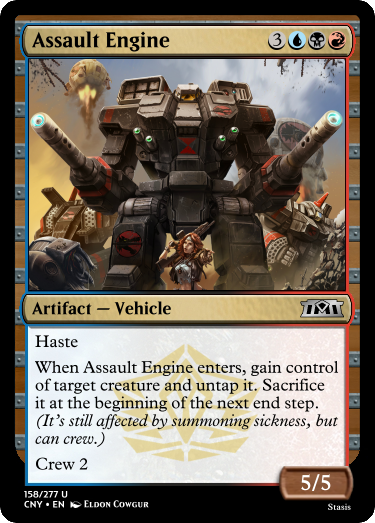 Assault Engine 3
Artifact — Vehicle
Haste
When Assault Engine enters, gain control
of target creature and untap it. Sacrifice
it at the beginning of the next end step.
(It's still affected by summoning sickness, but
can crew.)
Crew 2
5/5
158/277 U
CNY • EN Eldon Cowgur
Stasis